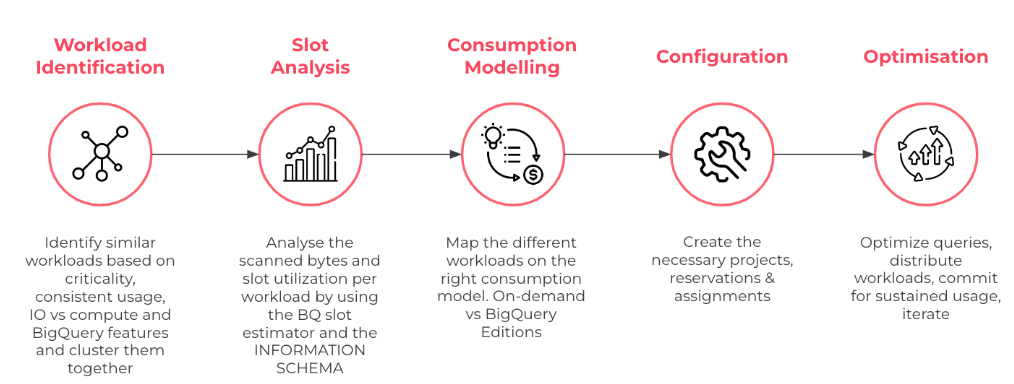 Workload
Identification
Identify similar
workloads based on
criticality,
consistent usage,
IO vs compute and
BigQuery features
and cluster them
together
Slot
Analysis
Analyse the
scanned bytes and
slot utilization per
workload by using
the BQ slot
estimator and the
INFORMATION
SCHEMA
Consumption
Modelling
$
Map the different
workloads on the
right consumption
model. On-demand
vs BigQuery
Editions
Configuration
Create the
necessary projects,
reservations &
assignments
Optimisation
Optimize queries,
distribute
workloads, commit
for sustained usage,
iterate